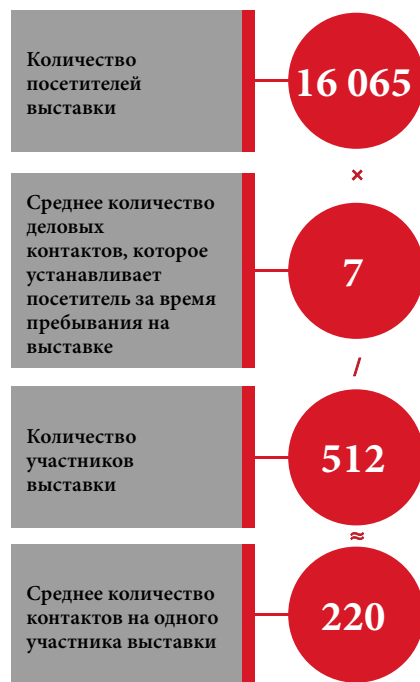 Количество
посетителей
выставки
16 065
×
Среднее количество
деловых
контактов, которое
устанавливает
посетитель за время
пребывания на
выставке
7
/
Количество
участников
выставки
512
≈
Среднее количество
контактов на одного
участника выставки
220